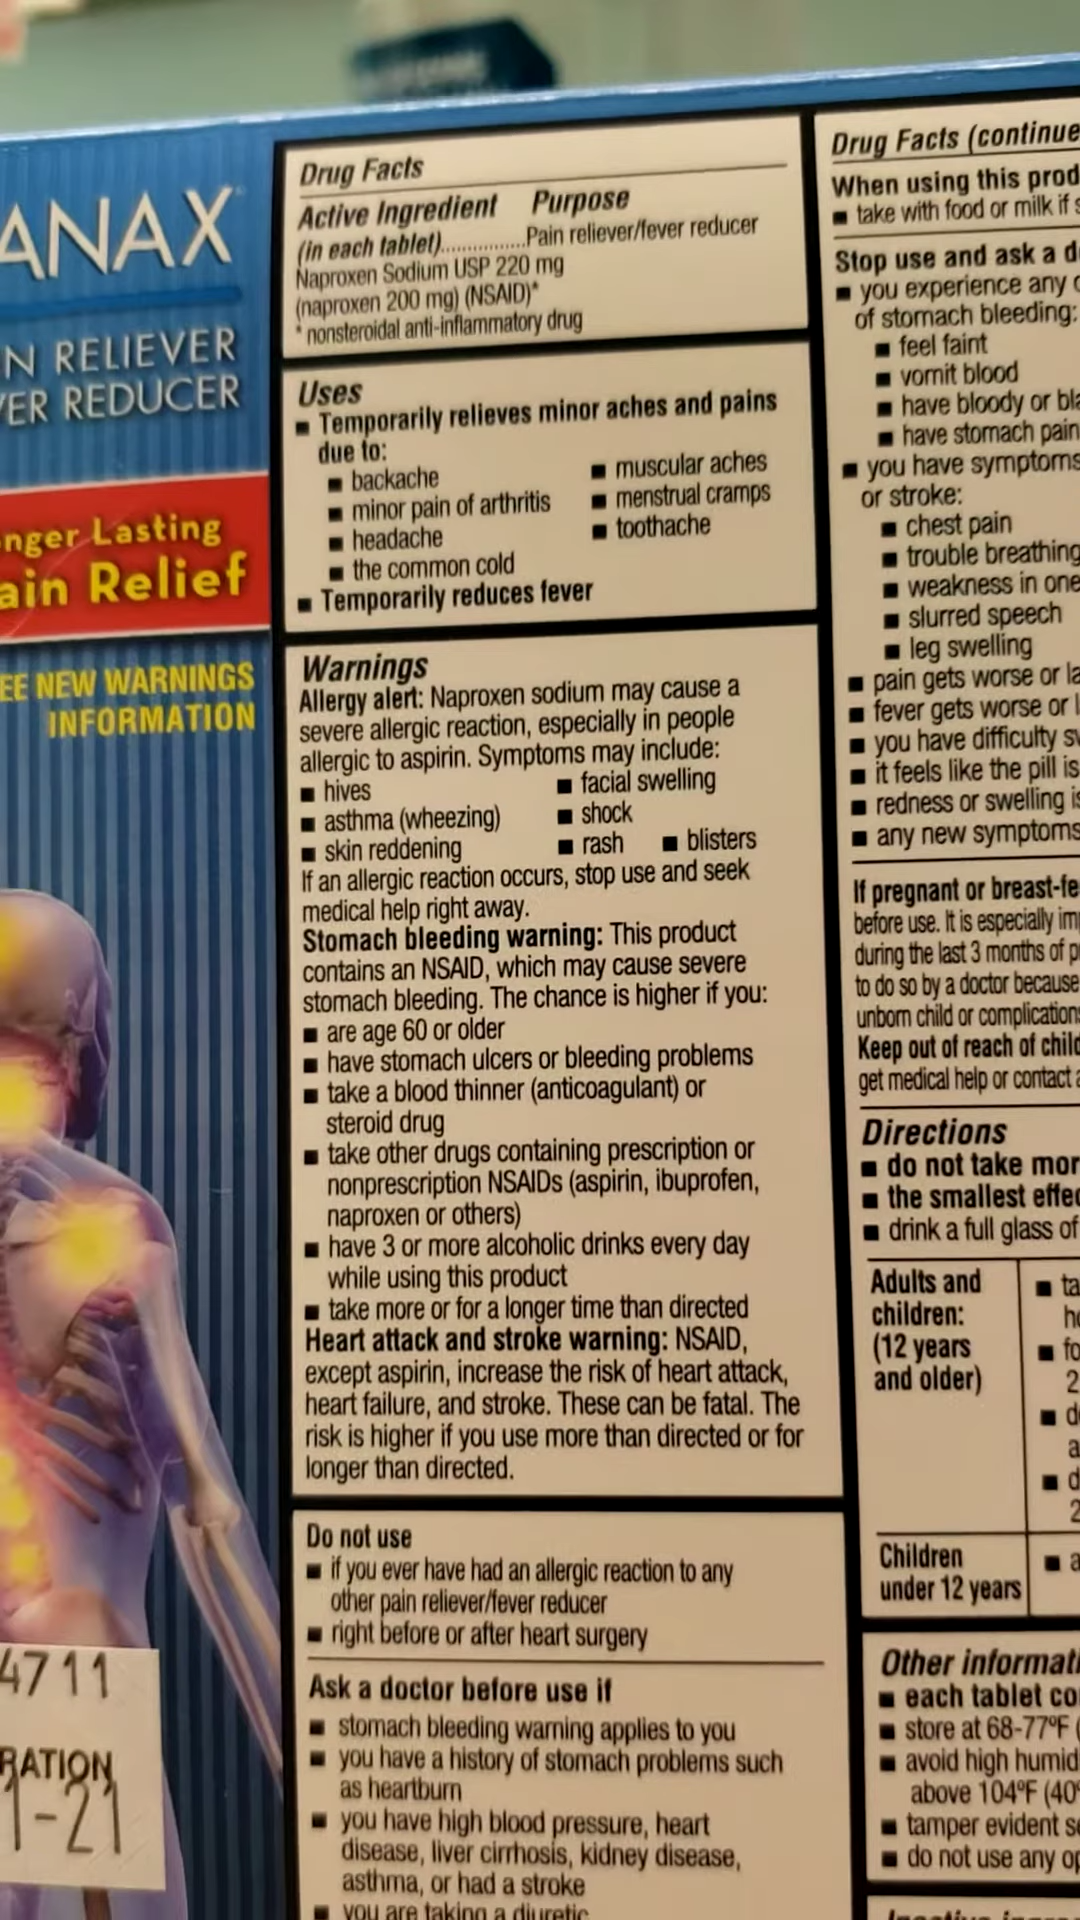 ANAX
N RELIEVER
ER REDUCER
nger Lasting
ain Relief
EE NEW WARNINGS
INFORMATION
4711
RATION
1-21
Drug Facts
Active Ingredient Purpose
(in each tablet)................Pain reliever/fever reducer
Naproxen Sodium USP 220 mg
(naproxen 200 mg) (NSAID)*
* nonsteroidal anti-inflammatory drug
Uses
■ Temporarily relieves minor aches and pains
due to:
■ backache ■ muscular aches
■ minor pain of arthritis ■ menstrual cramps
■ headache ■ toothache
■ the common cold
■ Temporarily reduces fever
Warnings
Allergy alert: Naproxen sodium may cause a
severe allergic reaction, especially in people
allergic to aspirin. Symptoms may include:
■ hives ■ facial swelling
■ asthma (wheezing) ■ shock
■ skin reddening ■ rash ■ blisters
If an allergic reaction occurs, stop use and seek
medical help right away.
Stomach bleeding warning: This product
contains an NSAID, which may cause severe
stomach bleeding. The chance is higher if you:
■ are age 60 or older
■ have stomach ulcers or bleeding problems
■ take a blood thinner (anticoagulant) or
steroid drug
■ take other drugs containing prescription or
nonprescription NSAIDs (aspirin, ibuprofen,
naproxen or others)
■ have 3 or more alcoholic drinks every day
while using this product
■ take more or for a longer time than directed
Heart attack and stroke warning: NSAID,
except aspirin, increase the risk of heart attack,
heart failure, and stroke. These can be fatal. The
risk is higher if you use more than directed or for
longer than directed.
Do not use
■ if you ever have had an allergic reaction to any
other pain reliever/fever reducer
■ right before or after heart surgery
Ask a doctor before use if
■ stomach bleeding warning applies to you
■ you have a history of stomach problems such
as heartburn
■ you have high blood pressure, heart
disease, liver cirrhosis, kidney disease,
asthma, or had a stroke
■ you are taking a diuretic
Drug Facts (continue
When using this prod
■ take with food or milk if s
Stop use and ask a d
■ you experience any
of stomach bleeding:
■ feel faint
■ vomit blood
■ have bloody or bla
■ have stomach pain
■ you have symptoms
or stroke:
■ chest pain
■ trouble breathing
■ weakness in one
■ slurred speech
■ leg swelling
■ pain gets worse or la
■ fever gets worse or l
■ you have difficulty sw
■ it feels like the pill is
■ redness or swelling is
■ any new symptoms
If pregnant or breast-fe
before use. It is especially im
during the last 3 months of p
to do so by a doctor because
unborn child or complications
Keep out of reach of child
get medical help or contact a
Directions
■ do not take mor
■ the smallest effec
■ drink a full glass of
Adults and
children:
(12 years
and older)
■ ta
ho
■ fo
2
■ d
a
■ d
2
Children
under 12 years
■ a
Other informati
■ each tablet co
■ store at 68-77°F (
■ avoid high humid
above 104°F (40°
■ tamper evident se
■ do not use any op